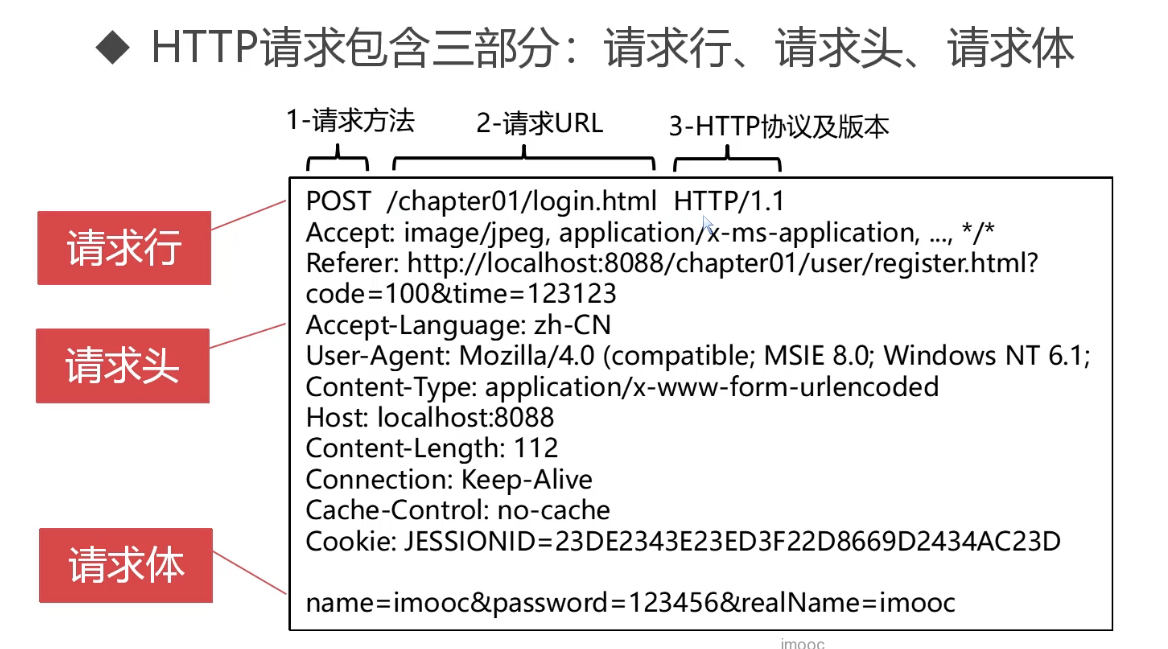 ◆ HTTP请求包含三部分：请求行、请求头、请求体
1-请求方法 2-请求URL 3-HTTP协议及版本
请求行
POST /chapter01/login.html HTTP/1.1
Accept: image/jpeg, application/x-ms-application, ..., */*
Referer: http://localhost:8088/chapter01/user/register.html?
code=100&time=123123
请求头
Accept-Language: zh-CN
User-Agent: Mozilla/4.0 (compatible; MSIE 8.0; Windows NT 6.1;
Content-Type: application/x-www-form-urlencoded
Host: localhost:8088
Content-Length: 112
Connection: Keep-Alive
Cache-Control: no-cache
Cookie: JESSIONID=23DE2343E23ED3F22D8669D2434AC23D
请求体
name=imooc&password=123456&realName=imooc
imooc